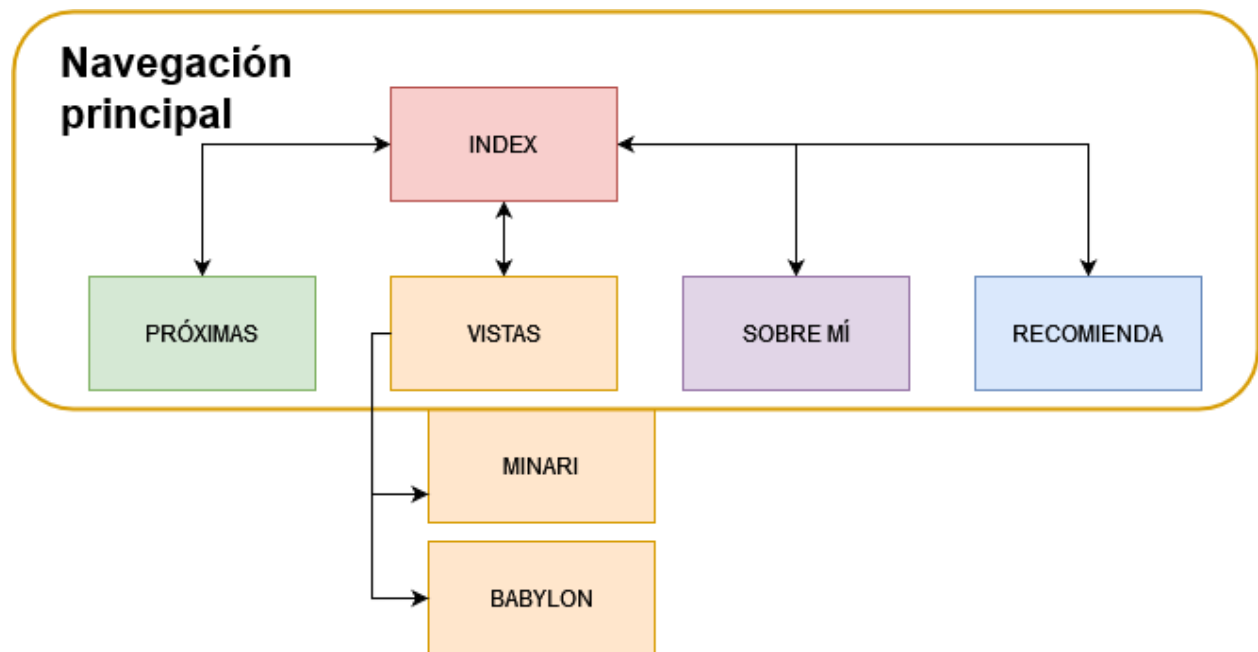 Navegación
principal
INDEX
PRÓXIMAS
VISTAS
SOBRE MÍ
RECOMIENDA
MINARI
BABYLON